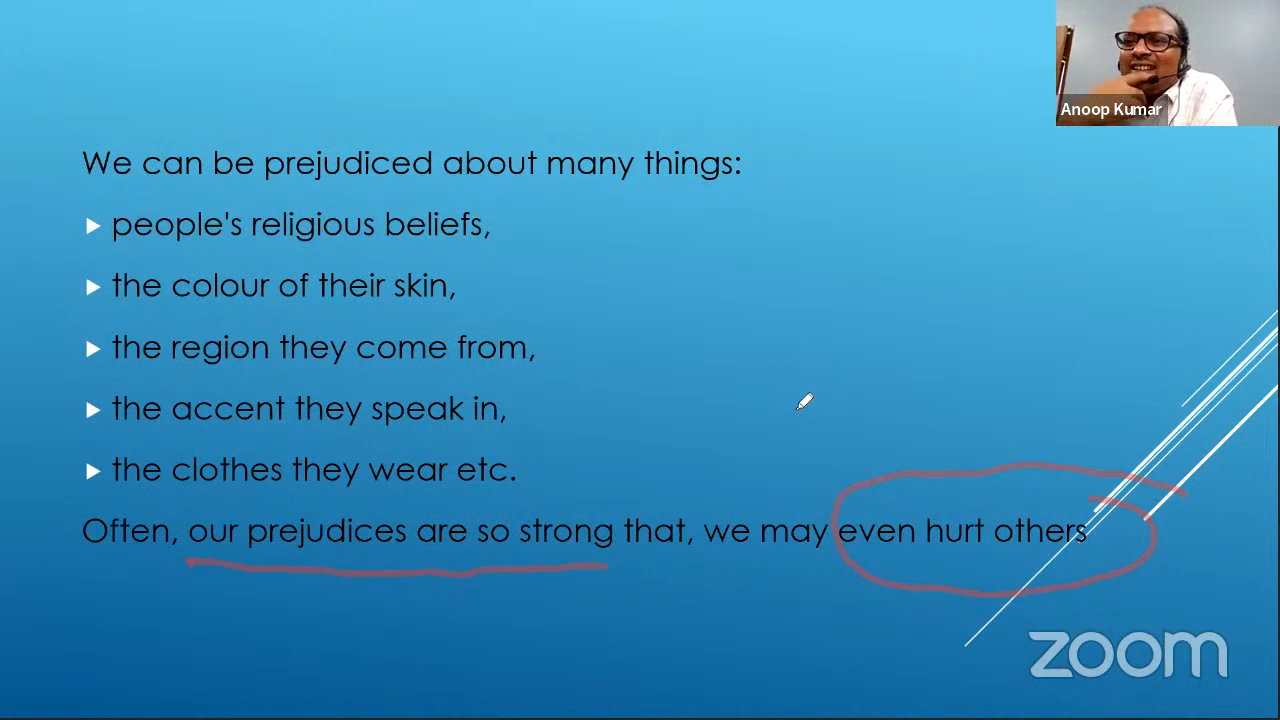 Anoop Kumar
We can be prejudiced about many things:
people's religious beliefs,
the colour of their skin,
the region they come from,
the accent they speak in,
the clothes they wear etc.
Often, our prejudices are so strong that, we may even hurt others
zoom